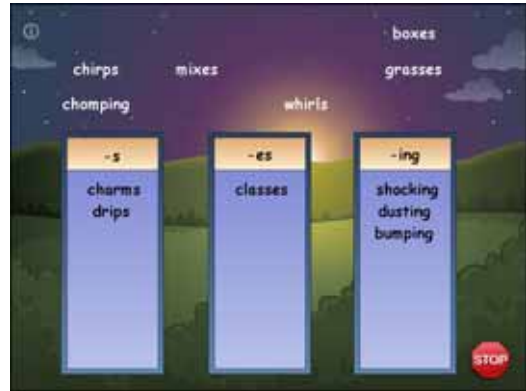 boxes
chirps mixes grasses
chomping whirls
-s -es -ing
charms classes shocking
drips dusting
bumping
STOP